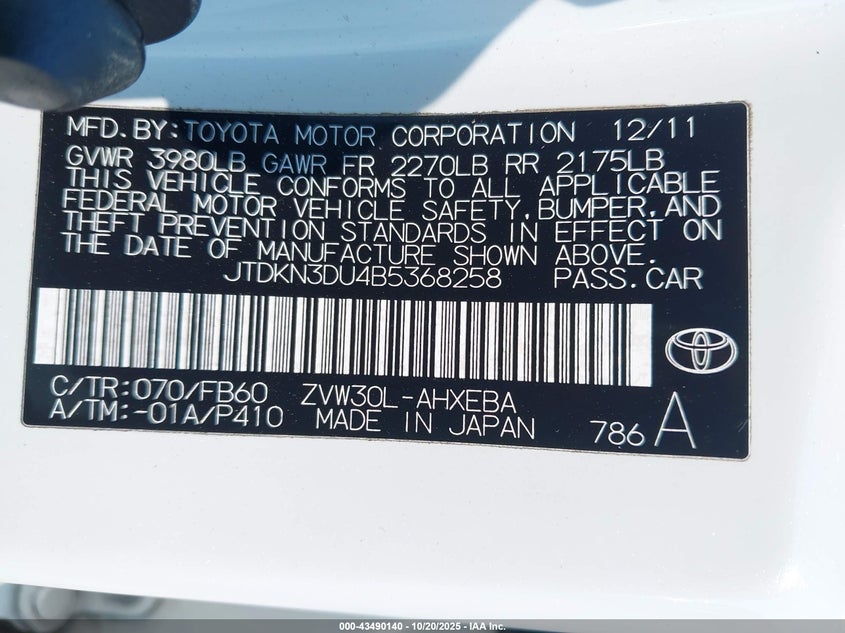 MFD. BY: TOYOTA MOTOR CORPORATION 12/11
GVWR 3980LB GAWR FR 2270LB RR 2175LB
THIS VEHICLE CONFORMS TO ALL APPLICABLE
FEDERAL MOTOR VEHICLE SAFETY, BUMPER, AND
THEFT PREVENTION STANDARDS IN EFFECT ON
THE DATE OF MANUFACTURE SHOWN ABOVE.
JTDKN3DU4B5368258 PASS. CAR
C/TR: 070/FB60 ZVW30L-AHXEBA
A/TM: -01A/P410 MADE IN JAPAN 786 A
000-43490140 - 10/20/2025 - IAA Inc.